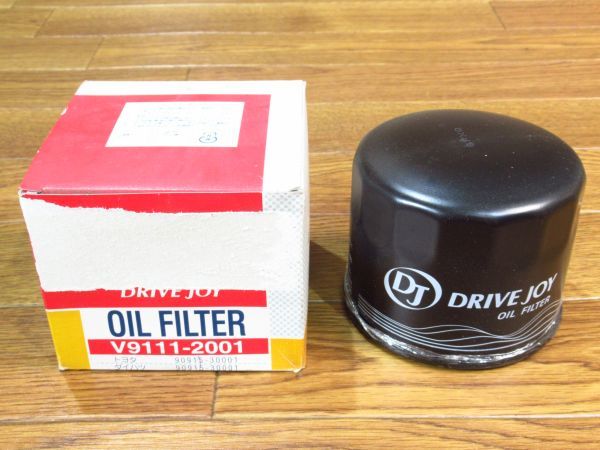 DRIVE JOY
OIL FILTER
V9111-2001
トヨタ 90915-30001
ダイハツ 90915-30001
DJ DRIVE JOY
OIL FILTER